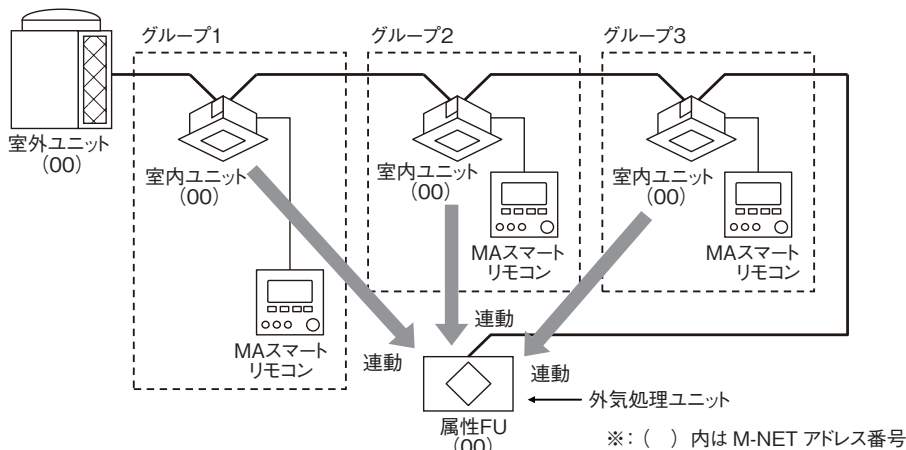 グループ1
グループ2
グループ3
室外ユニット
(00)
室内ユニット
(00)
MAスマート
リモコン
室内ユニット
(00)
MAスマート
リモコン
室内ユニット
(00)
MAスマート
リモコン
連動
連動
連動
外気処理ユニット
属性FU
(00)
※：（　）内は M-NET アドレス番号